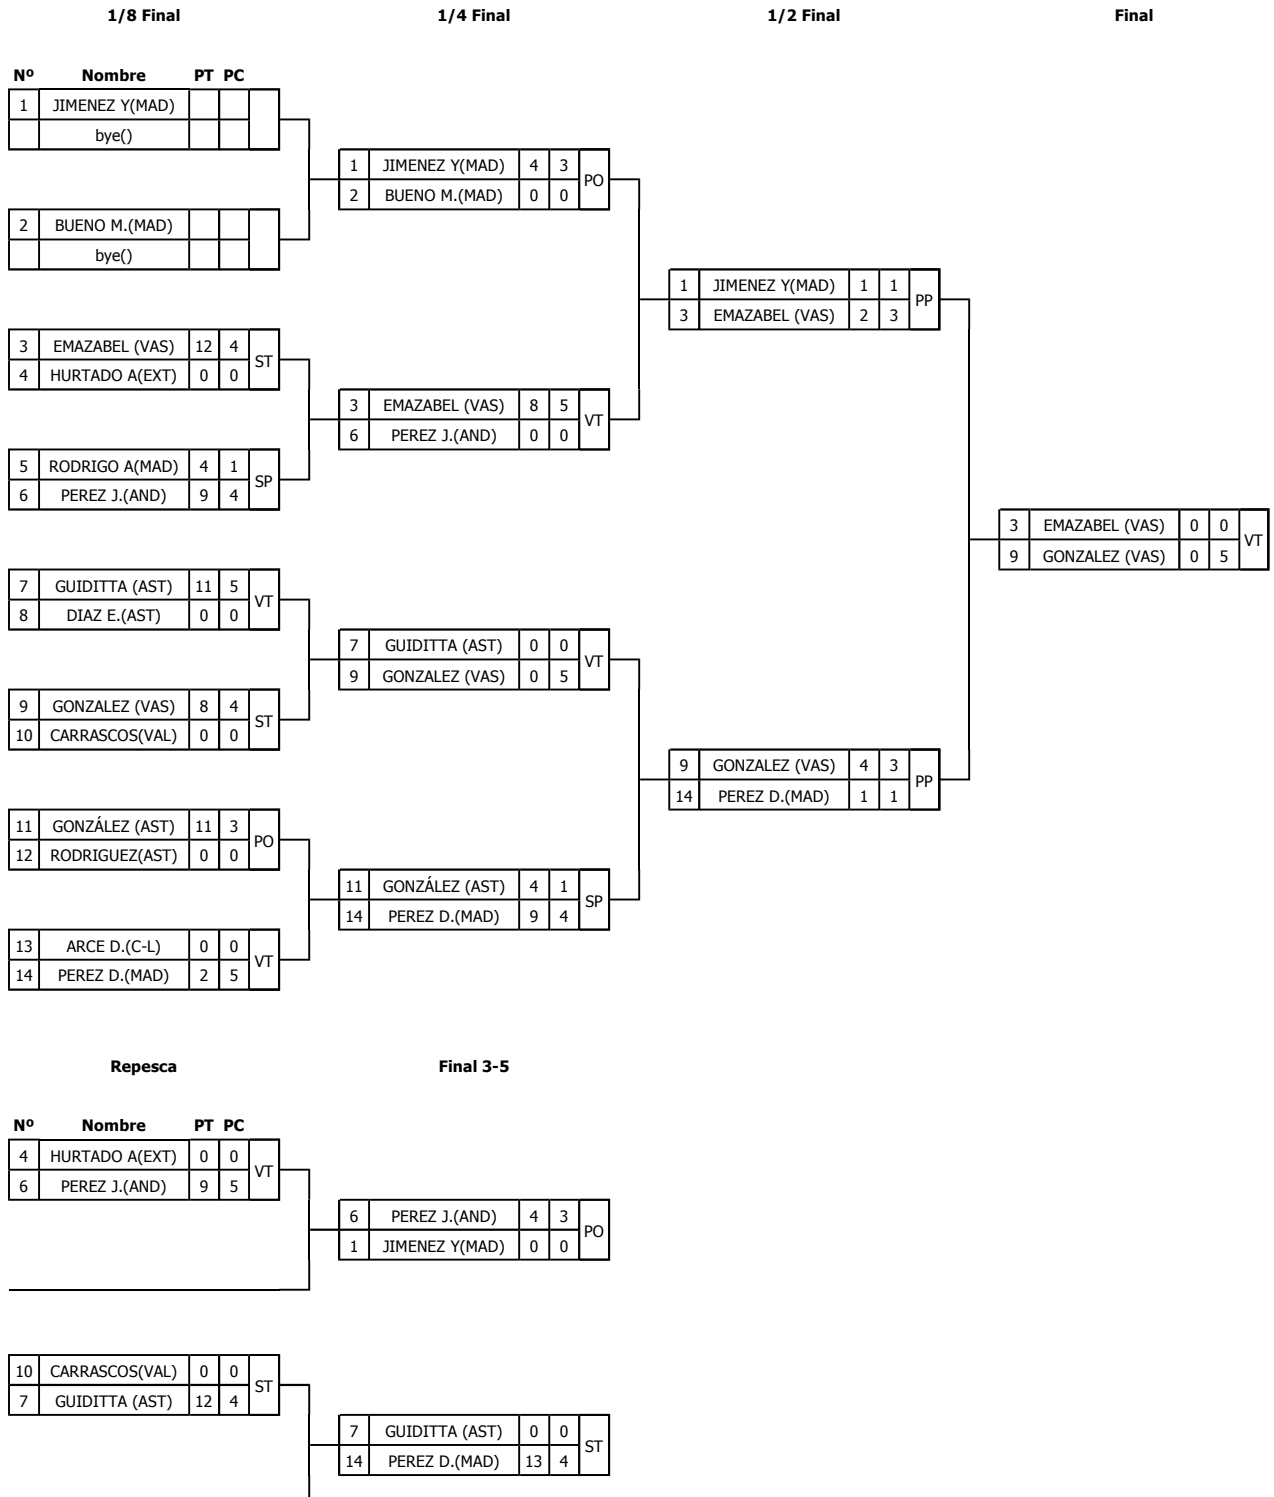 1/8 Final 1/4 Final 1/2 Final Final
Nº Nombre PT PC
1 JIMENEZ Y(MAD)
bye()
1 JIMENEZ Y(MAD) 4 3 PO
2 BUENO M.(MAD) 0 0
2 BUENO M.(MAD)
bye()
1 JIMENEZ Y(MAD) 1 1 PP
3 EMAZABEL (VAS) 2 3
3 EMAZABEL (VAS) 12 4 ST
4 HURTADO A(EXT) 0 0
3 EMAZABEL (VAS) 8 5 VT
6 PEREZ J.(AND) 0 0
5 RODRIGO A(MAD) 4 1 SP
6 PEREZ J.(AND) 9 4
3 EMAZABEL (VAS) 0 0 VT
9 GONZALEZ (VAS) 0 5
7 GUIDITTA (AST) 11 5 VT
8 DIAZ E.(AST) 0 0
7 GUIDITTA (AST) 0 0 VT
9 GONZALEZ (VAS) 0 5
9 GONZALEZ (VAS) 8 4 ST
10 CARRASCOS(VAL) 0 0
9 GONZALEZ (VAS) 4 3 PP
14 PEREZ D.(MAD) 1 1
11 GONZÁLEZ (AST) 11 3 PO
12 RODRIGUEZ(AST) 0 0
11 GONZÁLEZ (AST) 4 1 SP
14 PEREZ D.(MAD) 9 4
13 ARCE D.(C-L) 0 0 VT
14 PEREZ D.(MAD) 2 5
Repesca Final 3-5
Nº Nombre PT PC
4 HURTADO A(EXT) 0 0 VT
6 PEREZ J.(AND) 9 5
6 PEREZ J.(AND) 4 3 PO
1 JIMENEZ Y(MAD) 0 0
10 CARRASCOS(VAL) 0 0 ST
7 GUIDITTA (AST) 12 4
7 GUIDITTA (AST) 0 0 ST
14 PEREZ D.(MAD) 13 4